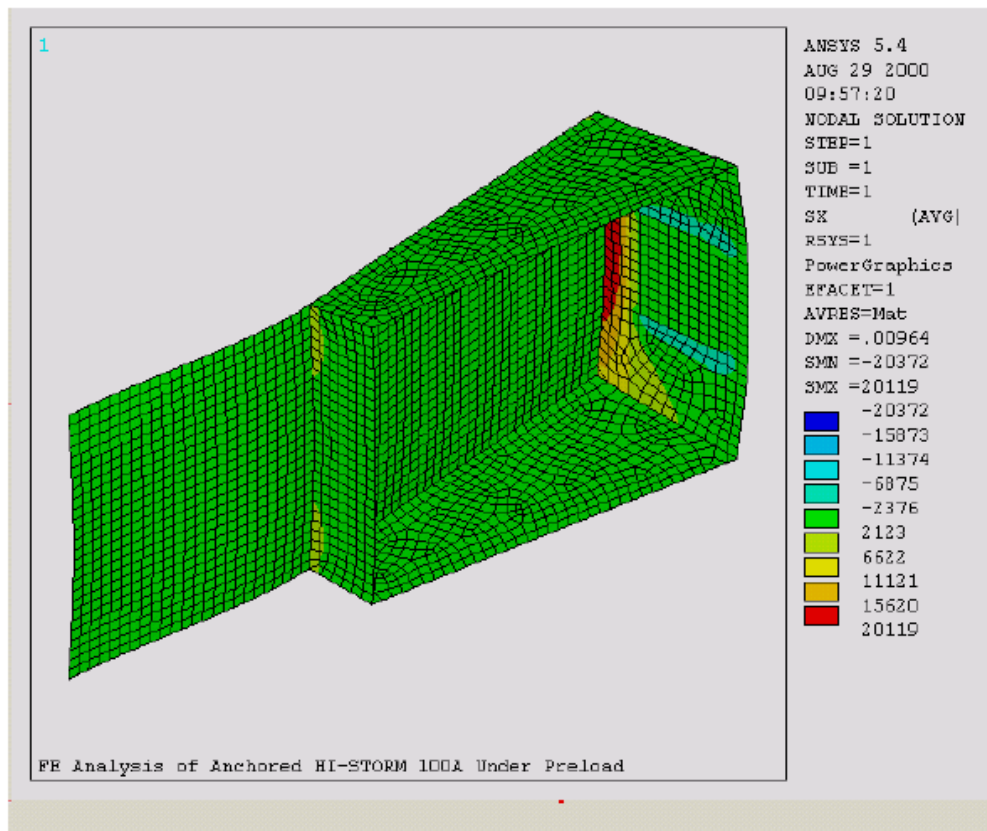 1
ANSYS 5.4
AUG 29 2000
09:57:20
NODAL SOLUTION
STEP=1
SUB =1
TIME=1
SX (AVG|
RSYS=1
PowerGraphics
EFACET=1
AVRES=Mat
DMX =.00964
SMN =-20372
SMX =20119
-20372
-15873
-11374
-6875
-2376
2123
6622
11121
15620
20119
FE Analysis of Anchored HI-STORM 100A Under Preload